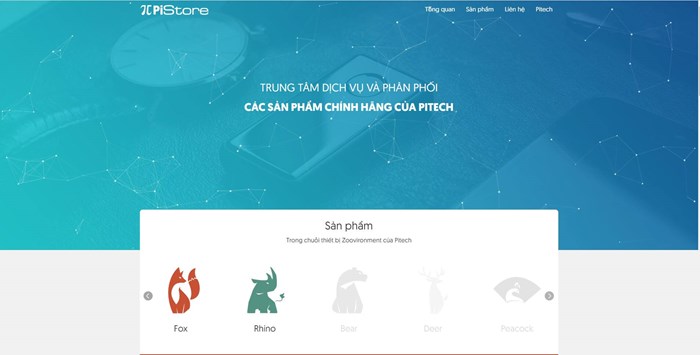 PiStore
Tổng quan Sản phẩm Liên hệ Pitech
TRUNG TÂM DỊCH VỤ VÀ PHÂN PHỐI
CÁC SẢN PHẨM CHÍNH HÃNG CỦA PITECH
Sản phẩm
Trong chuỗi thiết bị Zoovironment của Pitech
Fox Rhino Bear Deer Peacock